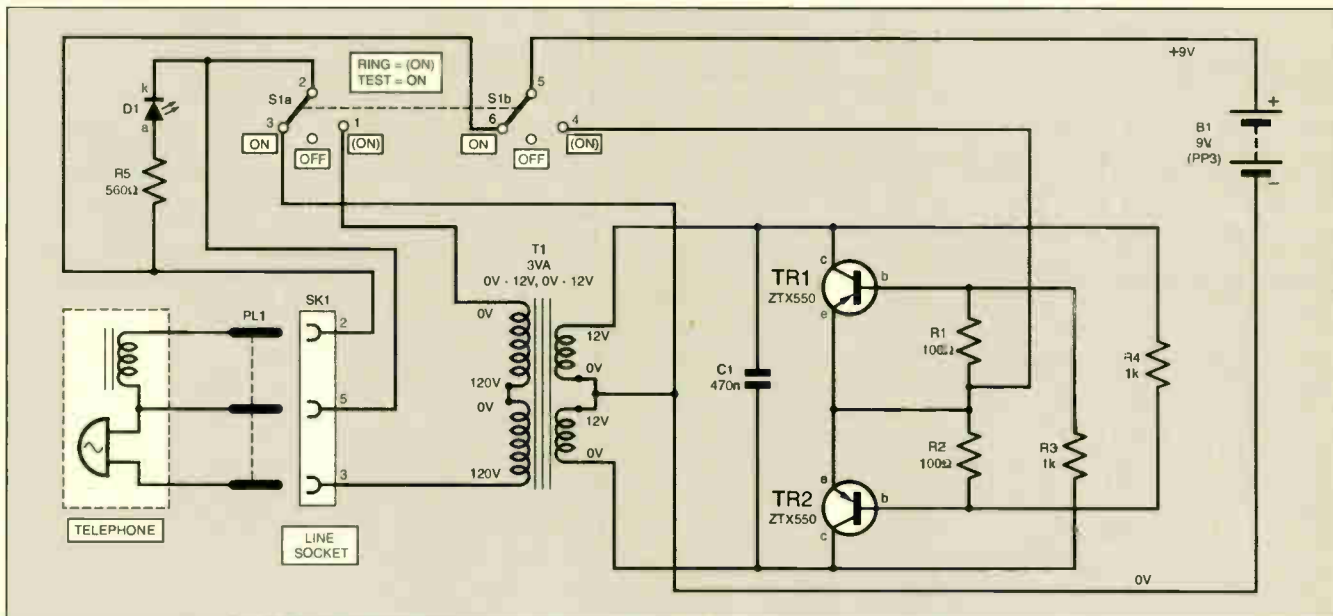 RING = (ON)
TEST = ON
+9V
k
D1
a
2
S1a
3
1
ON
OFF
(ON)
5
S1b
6
4
ON
OFF
(ON)
+
B1
9V
(PP3)
−
R5
560Ω
T1
3VA
0V - 12V, 0V - 12V
0V
120V
0V
120V
12V
0V
12V
0V
PL1
SK1
2
5
3
TELEPHONE
LINE
SOCKET
C1
470n
c
TR1
ZTX550
b
e
R1
100Ω
R4
1k
R2
100Ω
R3
1k
e
TR2
ZTX550
b
c
0V